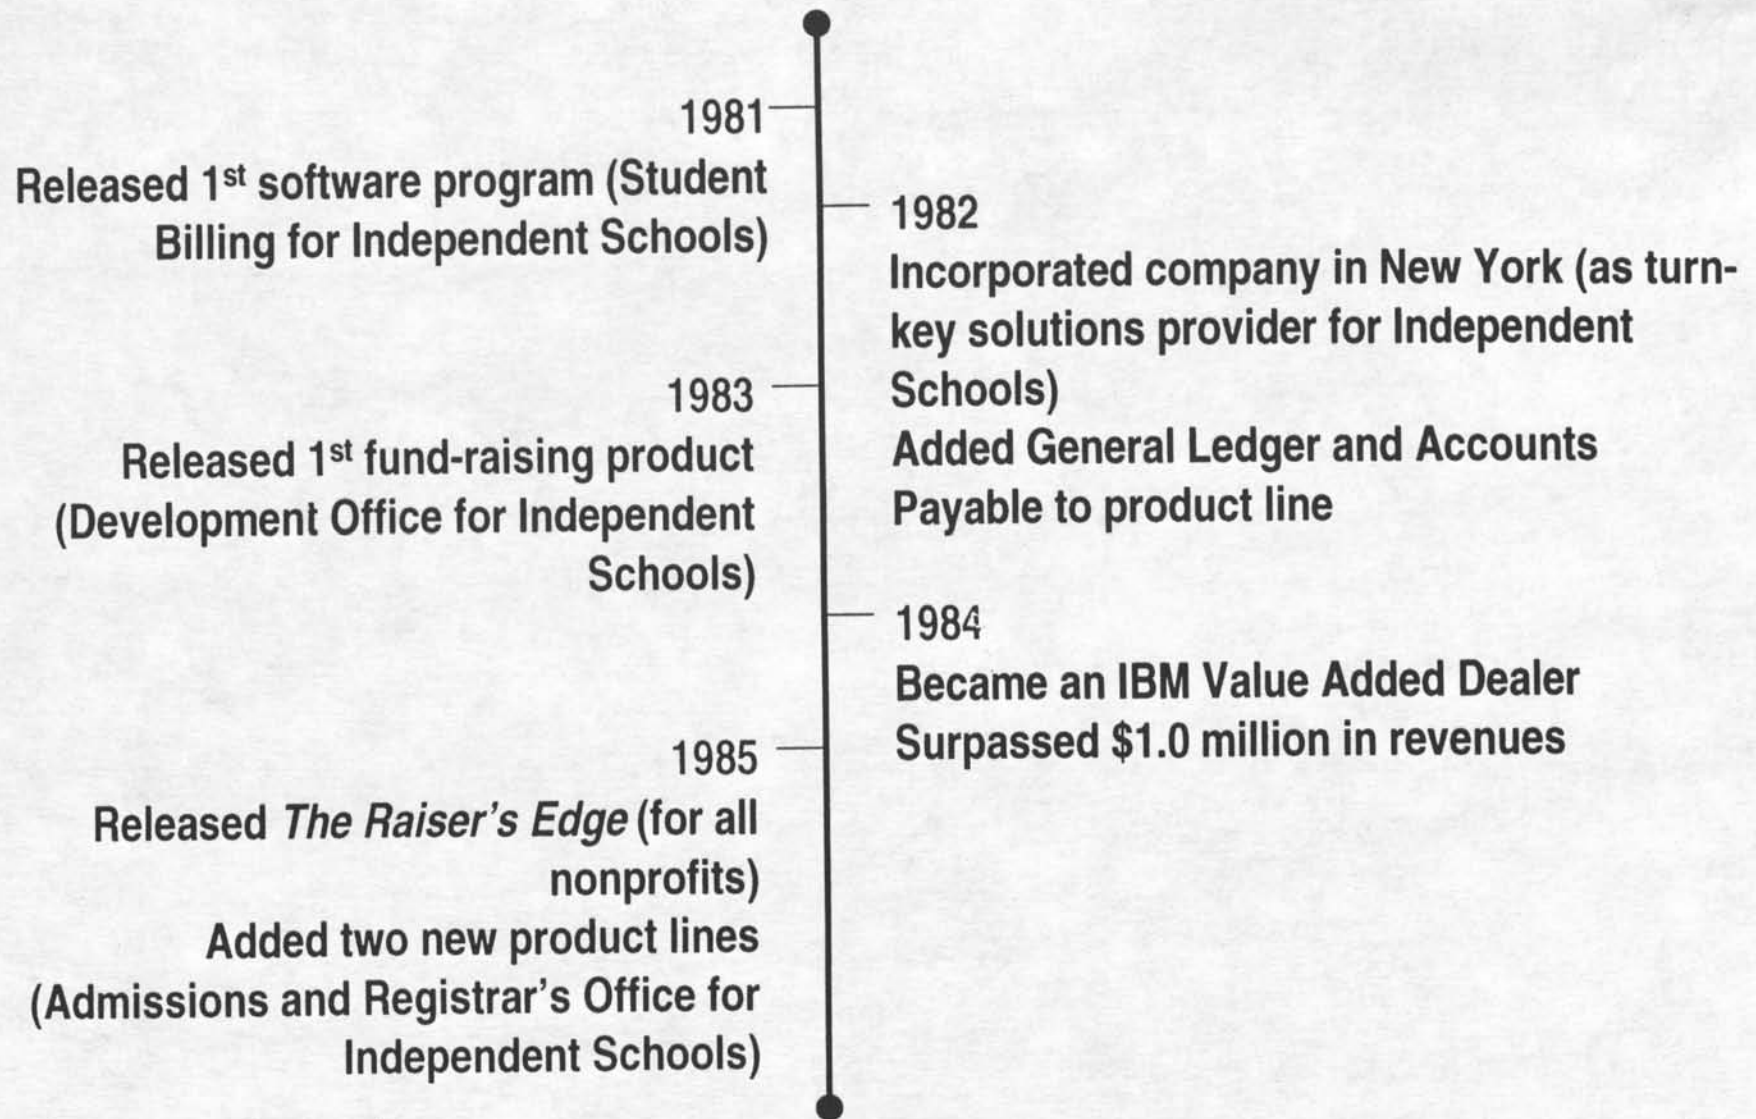 1981
Released 1st software program (Student
Billing for Independent Schools)
1982
Incorporated company in New York (as turn-
key solutions provider for Independent
Schools)
Added General Ledger and Accounts
Payable to product line
1983
Released 1st fund-raising product
(Development Office for Independent
Schools)
1984
Became an IBM Value Added Dealer
Surpassed $1.0 million in revenues
1985
Released The Raiser's Edge (for all
nonprofits)
Added two new product lines
(Admissions and Registrar's Office for
Independent Schools)